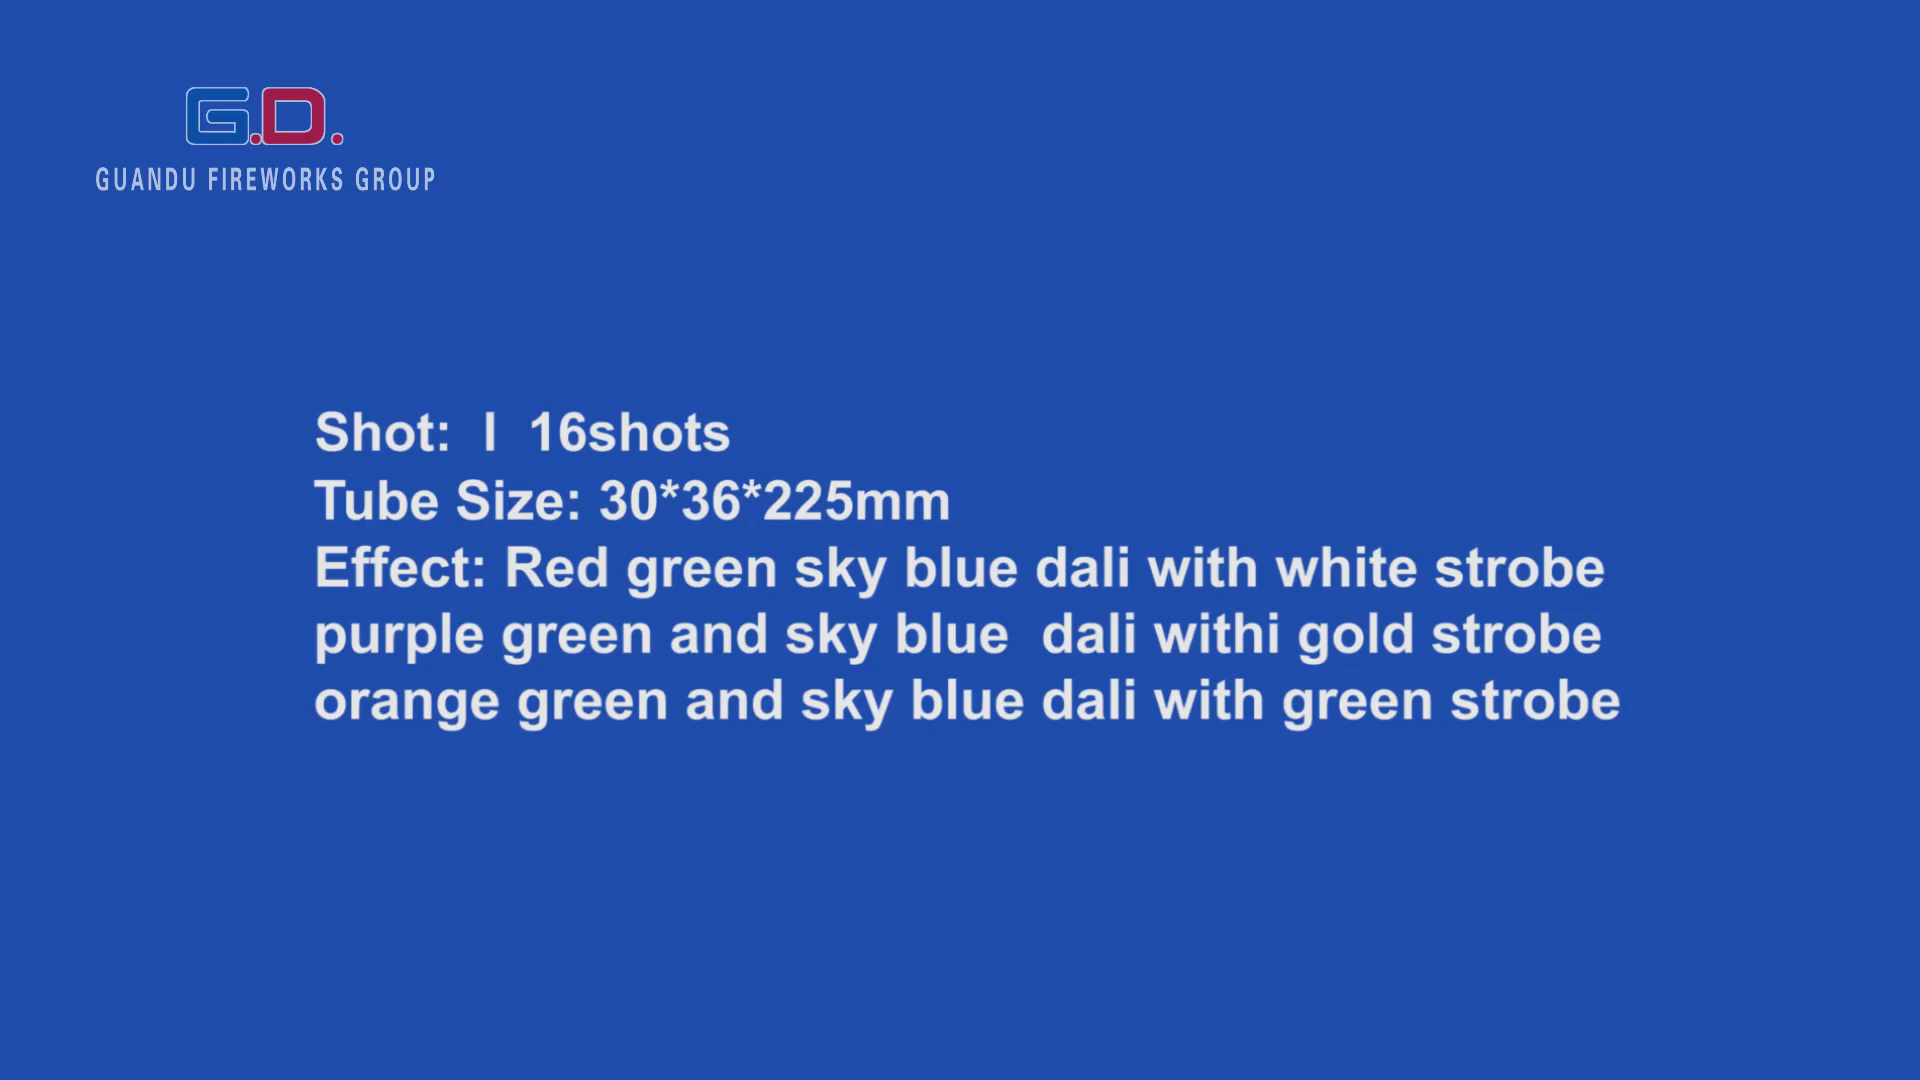 G.D.
GUANDU FIREWORKS GROUP
Shot:  I  16shots
Tube Size: 30*36*225mm
Effect: Red green sky blue dali with white strobe
purple green and sky blue  dali withi gold strobe
orange green and sky blue dali with green strobe